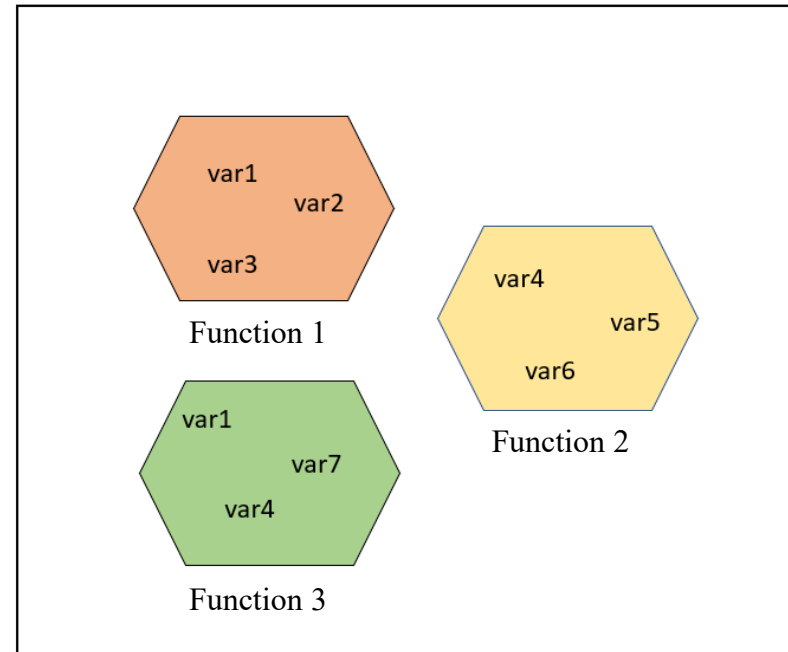 var1
var2
var3
Function 1
var4
var5
var6
Function 2
var1
var7
var4
Function 3